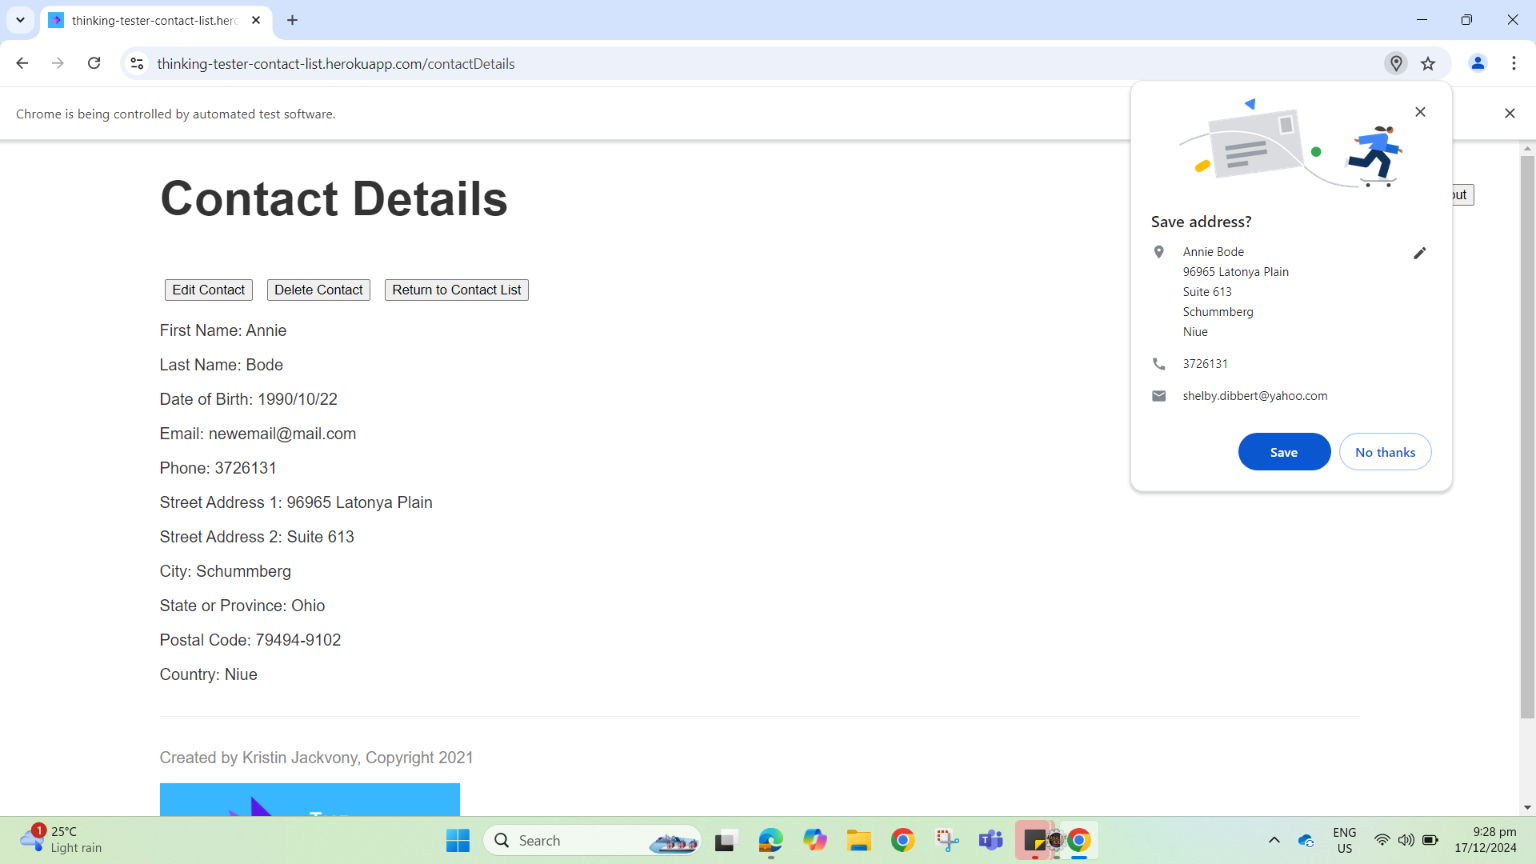 thinking-tester-contact-list.herc
thinking-tester-contact-list.herokuapp.com/contactDetails
Chrome is being controlled by automated test software.
Contact Details
Edit Contact
Delete Contact
Return to Contact List
First Name: Annie
Last Name: Bode
Date of Birth: 1990/10/22
Email: newemail@mail.com
Phone: 3726131
Street Address 1: 96965 Latonya Plain
Street Address 2: Suite 613
City: Schummberg
State or Province: Ohio
Postal Code: 79494-9102
Country: Niue
Created by Kristin Jackvony, Copyright 2021
Save address?
Annie Bode
96965 Latonya Plain
Suite 613
Schummberg
Niue
3726131
shelby.dibbert@yahoo.com
Save
No thanks
1
25°C
Light rain
Search
ENG
US
9:28 pm
17/12/2024